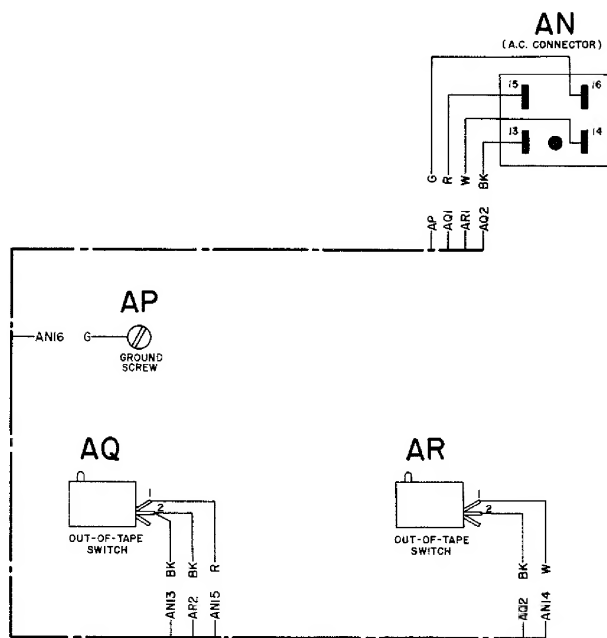 AN
(A.C. CONNECTOR)
15
16
13
14
G
R
W
BK
AP
AQ1
AR1
AQ2
AP
AN16
G
GROUND
SCREW
AQ
1
2
OUT-OF-TAPE
SWITCH
BK
BK
R
AN13
AR2
AN15
AR
1
2
OUT-OF-TAPE
SWITCH
BK
W
AQ2
AN14